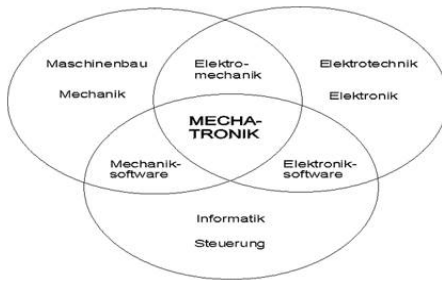 Maschinenbau
Mechanik
Elektro-
mechanik
Elektrotechnik
Elektronik
MECHA-
TRONIK
Mechanik-
software
Elektronik-
software
Informatik
Steuerung